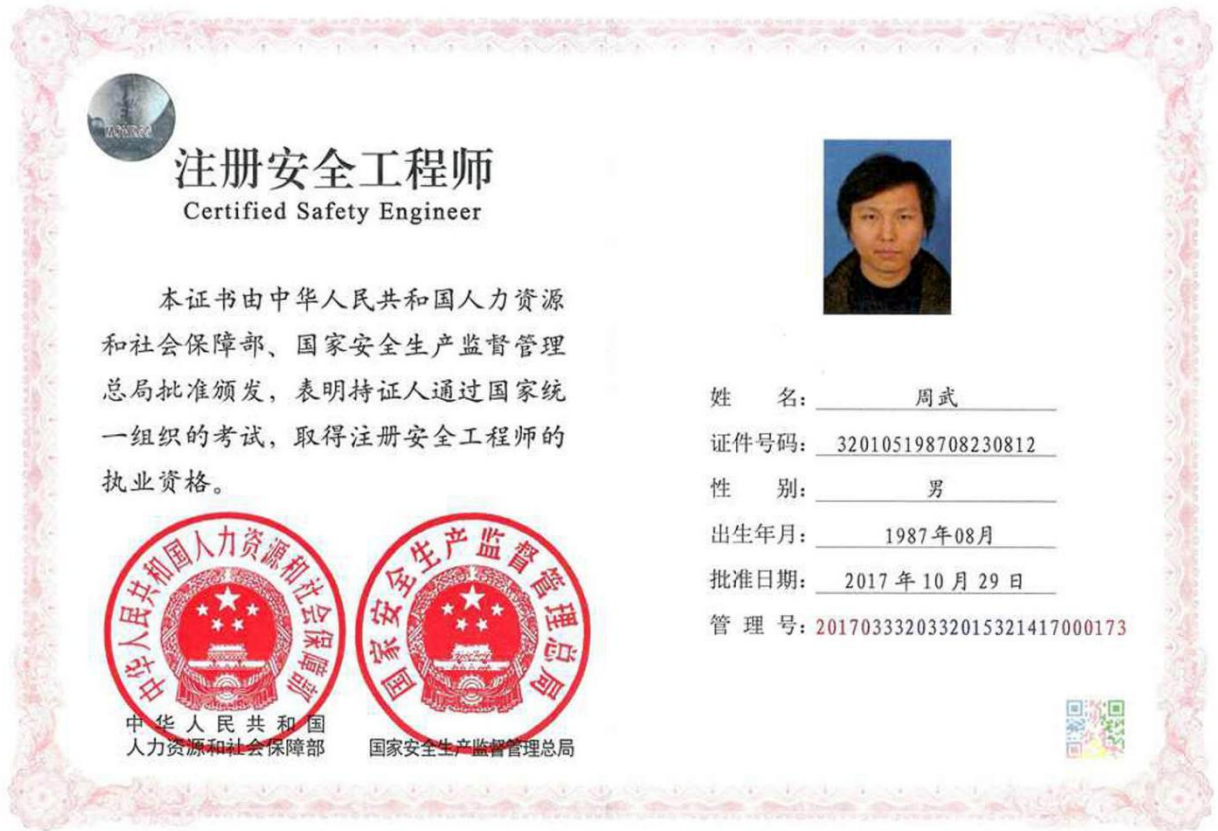 注册安全工程师
Certified Safety Engineer
本证书由中华人民共和国人力资源
和社会保障部、国家安全生产监督管理
总局批准颁发，表明持证人通过国家统
一组织的考试，取得注册安全工程师的
执业资格。
中华人民共和国人力资源和社会保障部
国家安全生产监督管理总局
中华人民共和国
人力资源和社会保障部
国家安全生产监督管理总局
姓 名：周武
证件号码：320105198708230812
性 别：男
出生年月：1987年08月
批准日期：2017年10月29日
管 理 号：2017033320332015321417000173